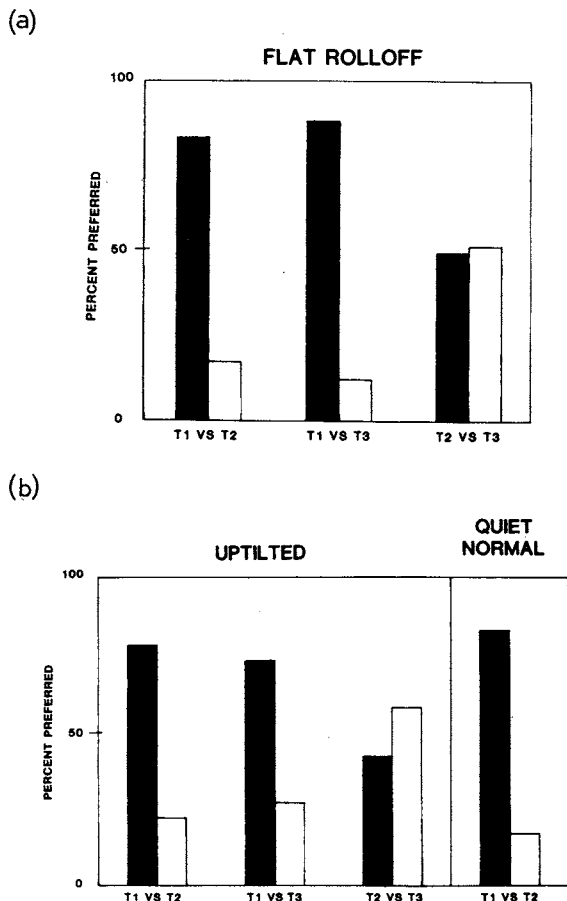 (a)
FLAT ROLLOFF
100
PERCENT PREFERRED
50
0
T1 VS T2
T1 VS T3
T2 VS T3
(b)
UPTILTED
QUIET
NORMAL
100
PERCENT PREFERRED
50
0
T1 VS T2
T1 VS T3
T2 VS T3
T1 VS T2